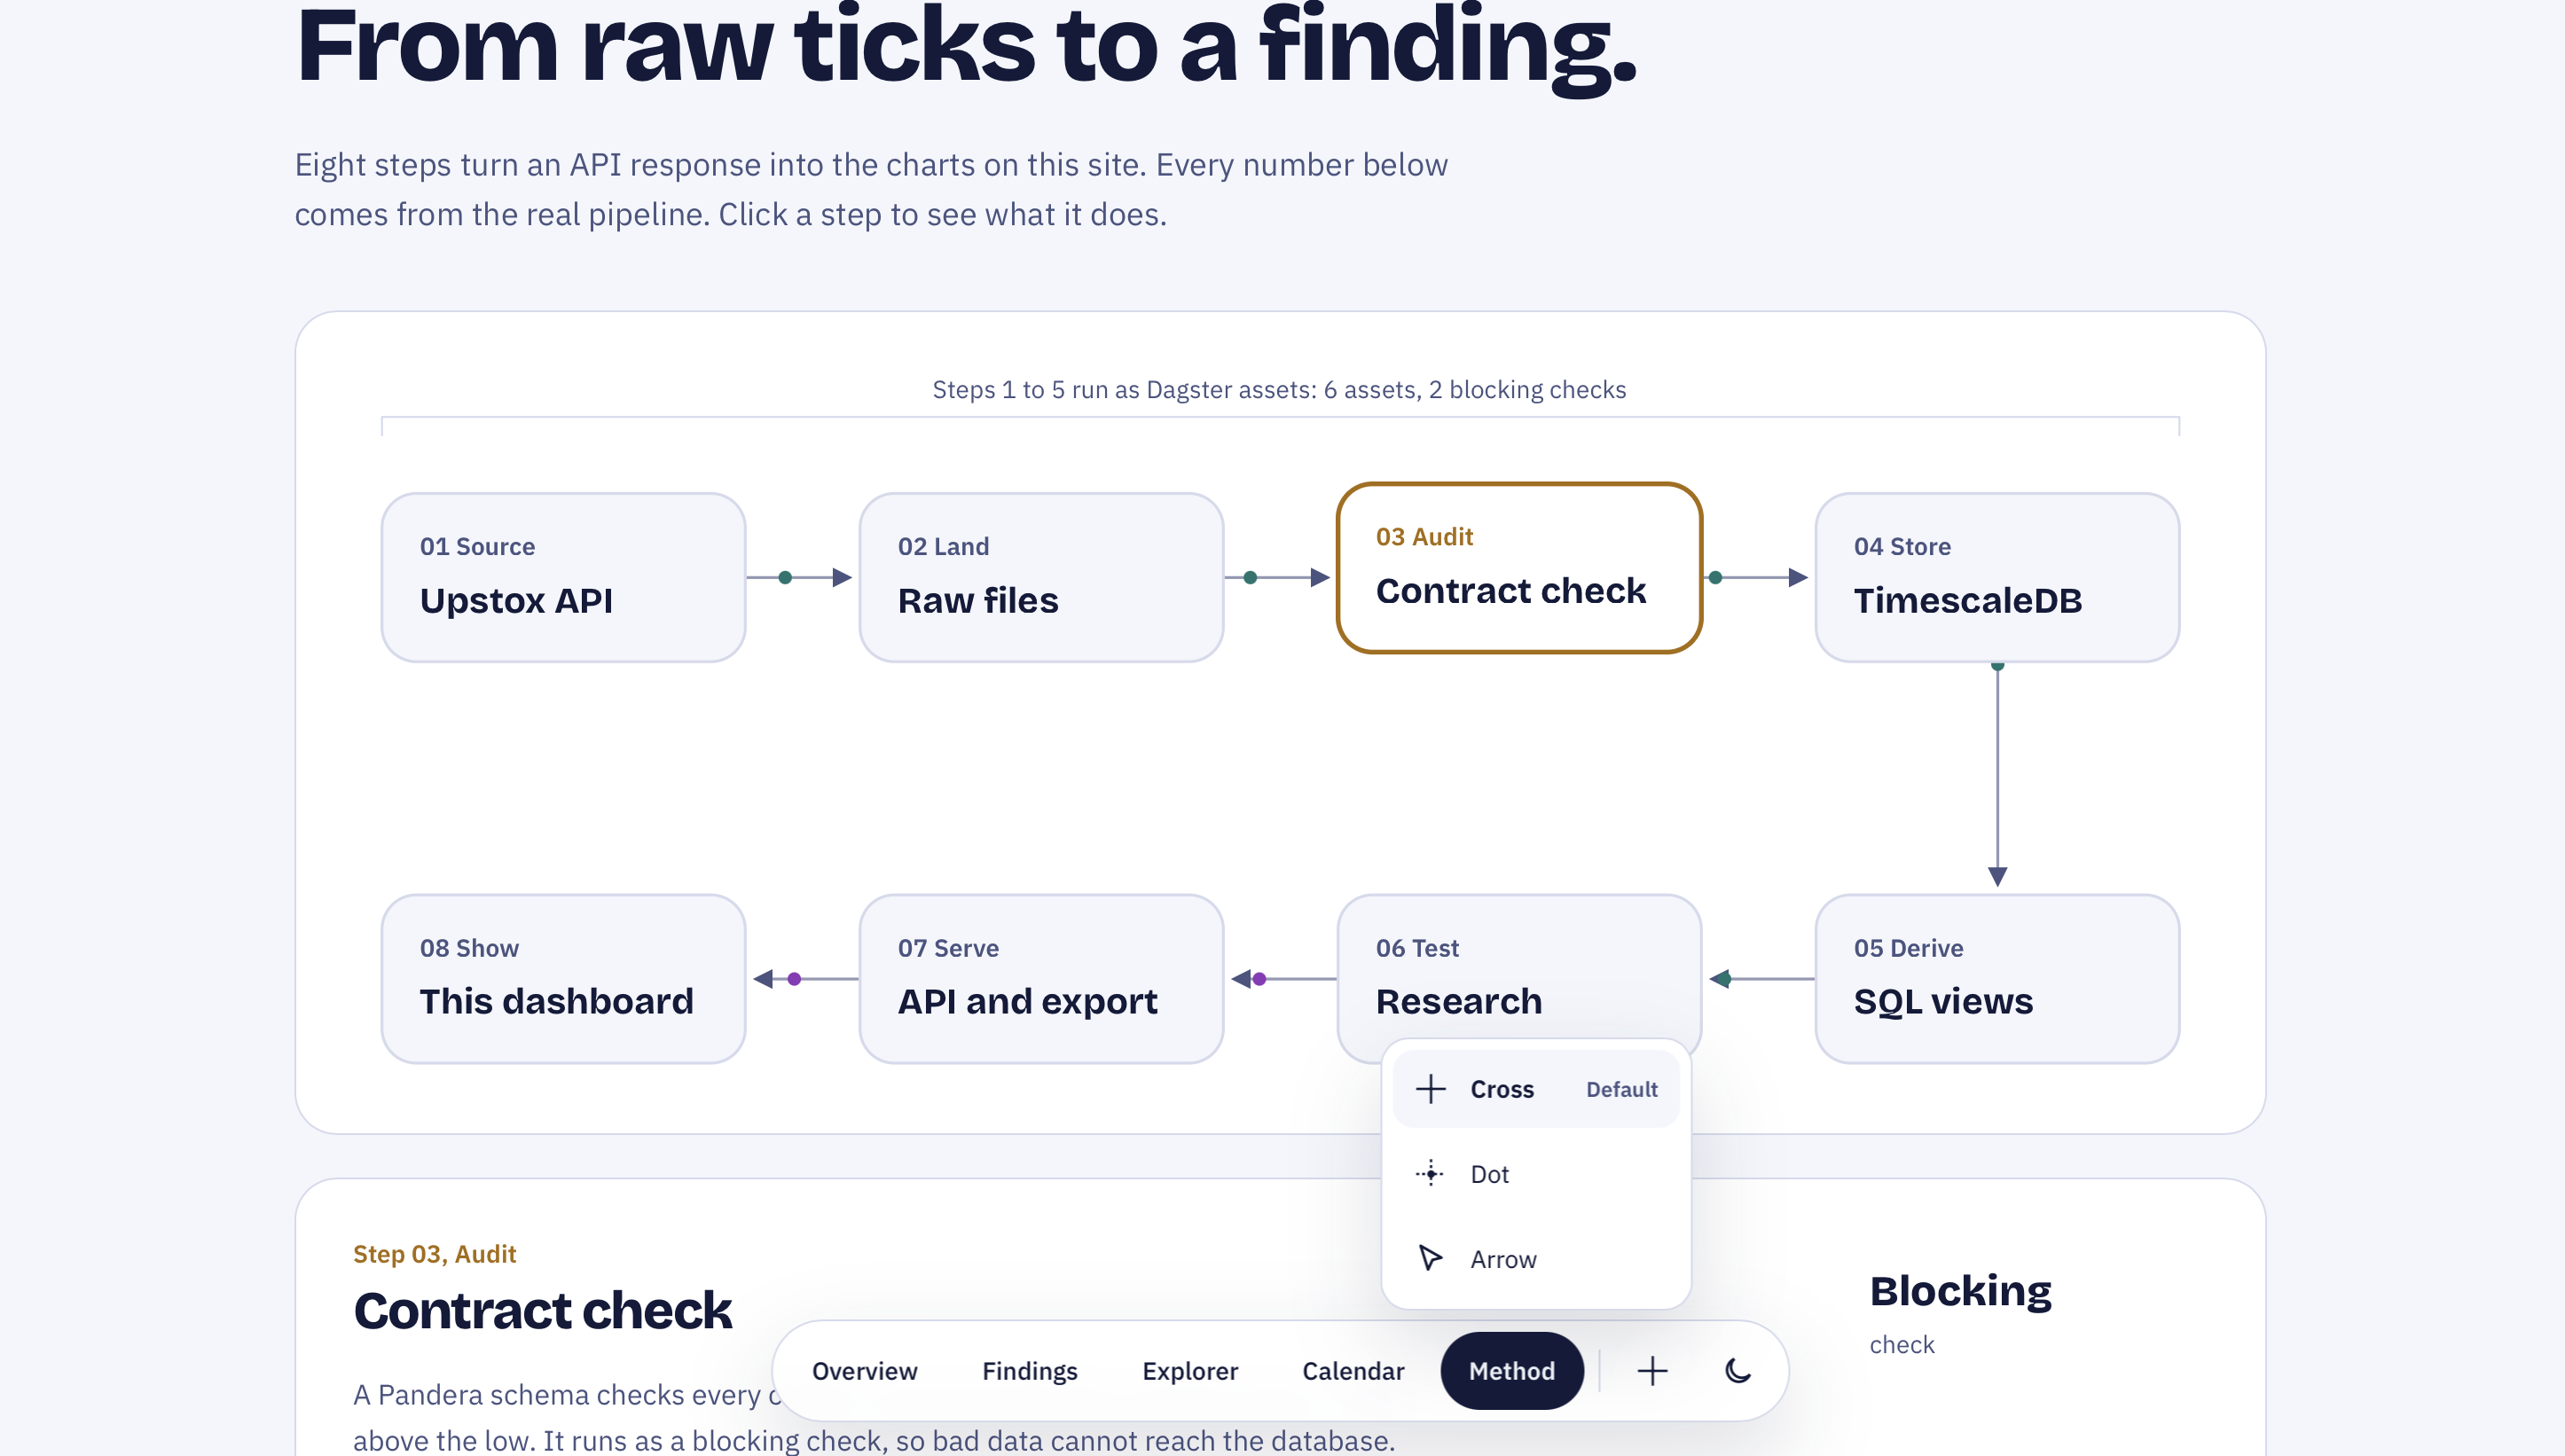 From raw ticks to a finding.
Eight steps turn an API response into the charts on this site. Every number below
comes from the real pipeline. Click a step to see what it does.
Steps 1 to 5 run as Dagster assets: 6 assets, 2 blocking checks
01 Source
Upstox API
02 Land
Raw files
03 Audit
Contract check
04 Store
TimescaleDB
08 Show
This dashboard
07 Serve
API and export
06 Test
Research
05 Derive
SQL views
Cross Default
Dot
Arrow
Step 03, Audit
Contract check
Blocking
check
A Pandera schema checks every
above the low. It runs as a blocking check, so bad data cannot reach the database.
Overview Findings Explorer Calendar Method